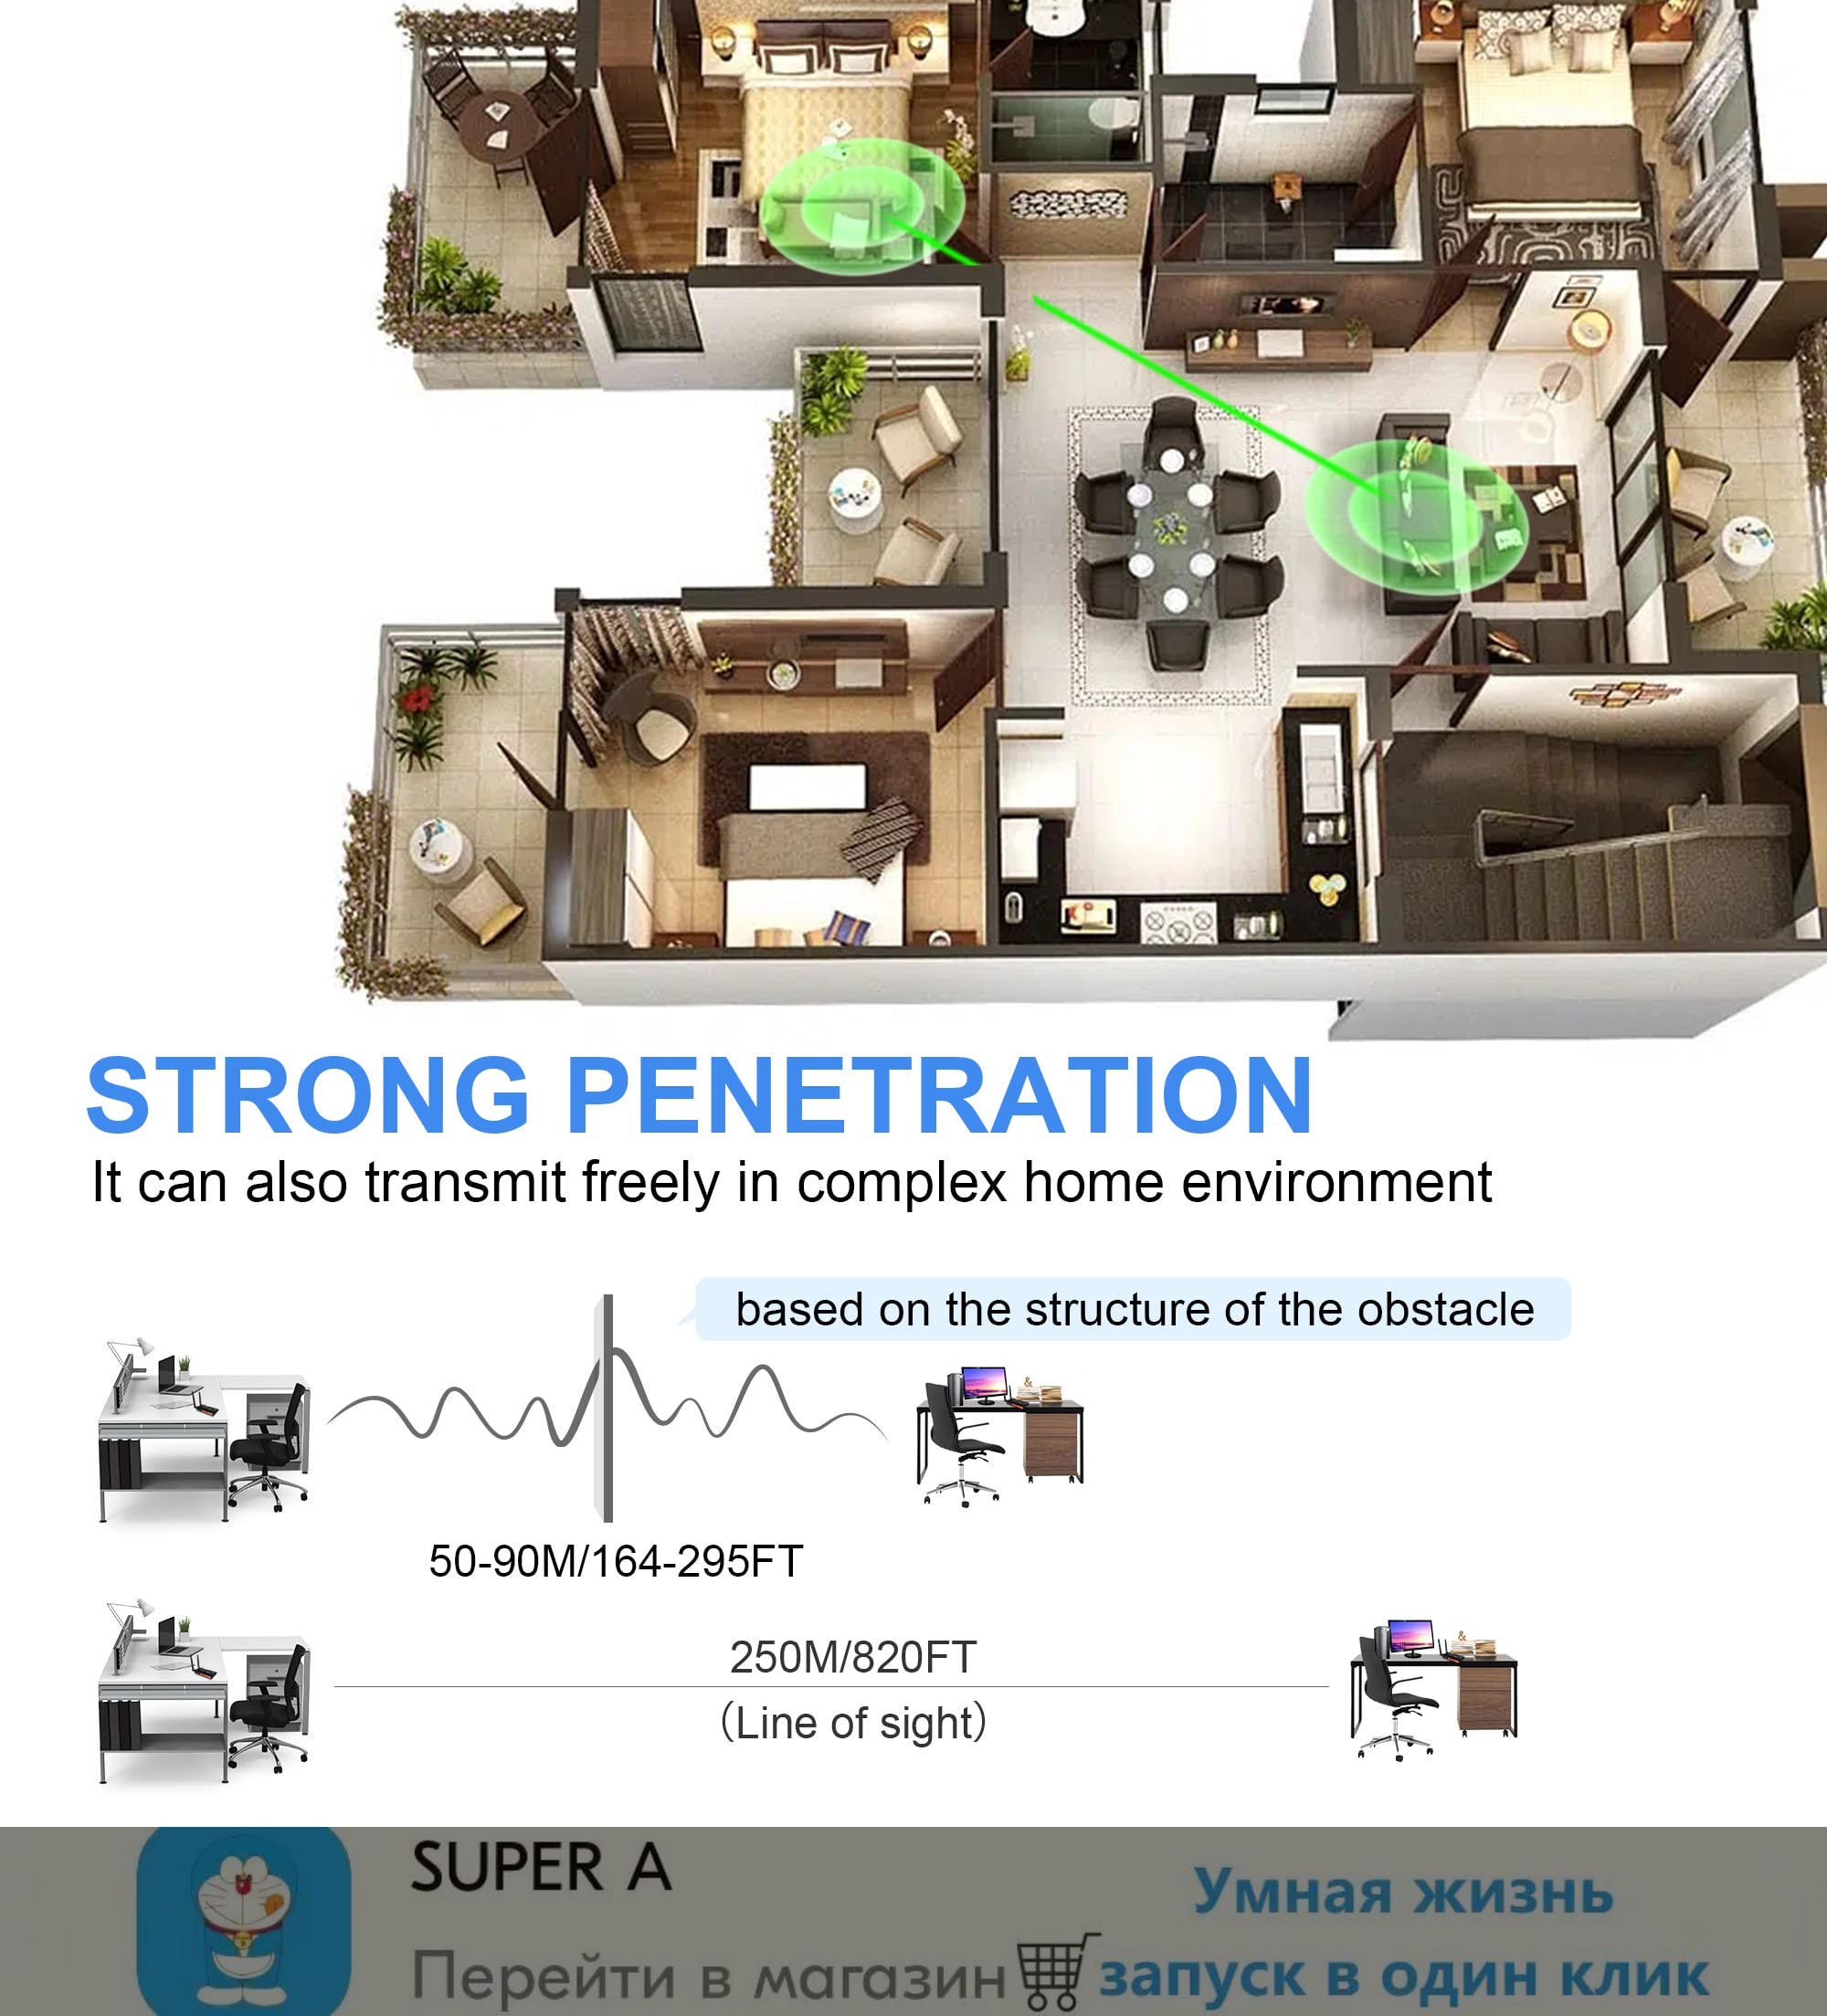 STRONG PENETRATION
It can also transmit freely in complex home environment
based on the structure of the obstacle
&
50-90M/164-295FT
250M/820FT
&
(Line of sight)
SUPER A
Умная жизнь
Перейти в магазин
запуск в один клик